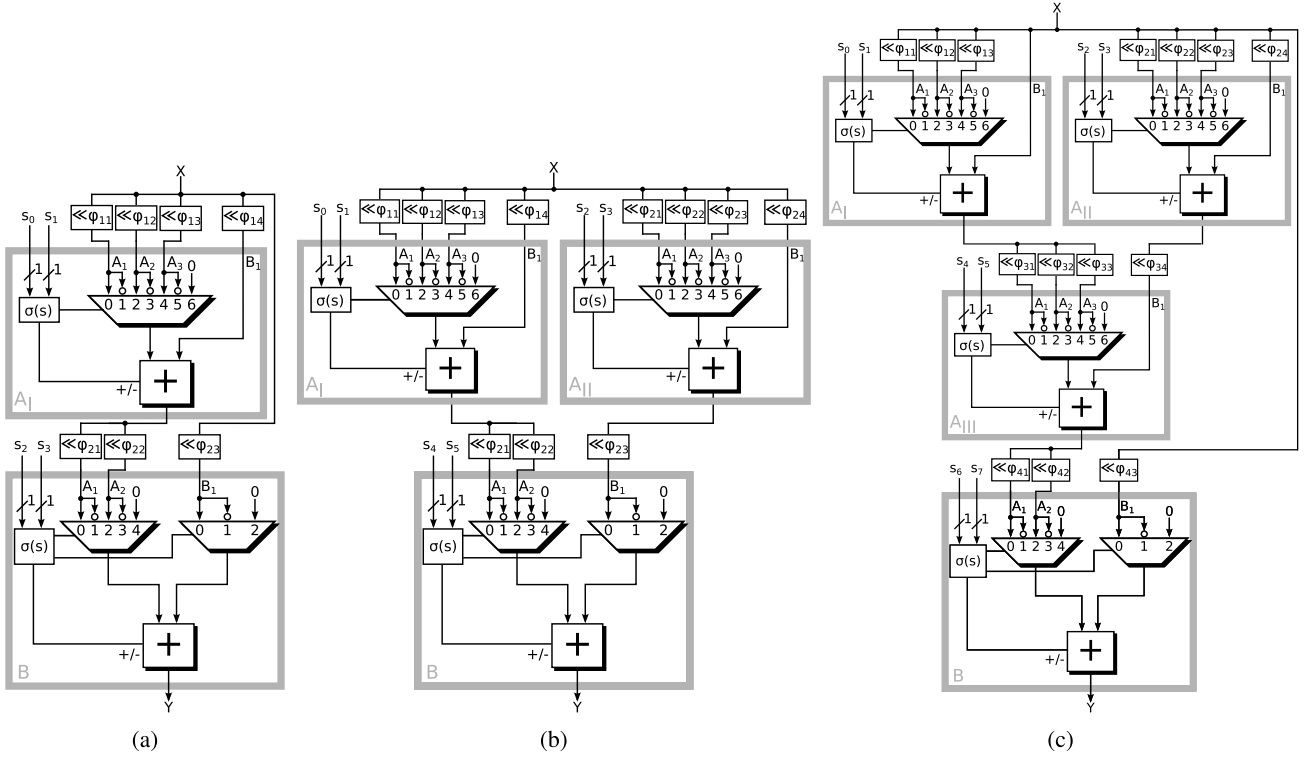 X
≪φ11 ≪φ12 ≪φ13 ≪φ14
s0 s1
1 1 A1 A2 A3 0 B1
σ(s) 0 1 2 3 4 5 6
+
+/-
AI
≪φ21 ≪φ22 ≪φ23
s2 s3
1 1 A1 A2 0 B1 0
σ(s) 0 1 2 3 4 0 1 2
+
+/-
B
Y
(a)
X
≪φ11 ≪φ12 ≪φ13 ≪φ14 ≪φ21 ≪φ22 ≪φ23 ≪φ24
s0 s1 s2 s3
1 1 A1 A2 A3 0 B1 1 1 A1 A2 A3 0 B1
σ(s) 0 1 2 3 4 5 6 σ(s) 0 1 2 3 4 5 6
+ +
+/- +/-
AI AII
≪φ21 ≪φ22 ≪φ23
s4 s5
1 1 A1 A2 0 B1 0
σ(s) 0 1 2 3 4 0 1 2
+
+/-
B
Y
(b)
X
s0 s1 ≪φ11 ≪φ12 ≪φ13 s2 s3 ≪φ21 ≪φ22 ≪φ23 ≪φ24
1 1 A1 A2 A3 0 B1 1 1 A1 A2 A3 0 B1
σ(s) 0 1 2 3 4 5 6 σ(s) 0 1 2 3 4 5 6
+ +
+/- +/-
AI AII
s4 s5 ≪φ31 ≪φ32 ≪φ33 ≪φ34
1 1 A1 A2 A3 0 B1
σ(s) 0 1 2 3 4 5 6
+
+/-
AIII
s6 s7 ≪φ41 ≪φ42 ≪φ43
1 1 A1 A2 0 B1 0
σ(s) 0 1 2 3 4 0 1 2
+
+/-
B
Y
(c)